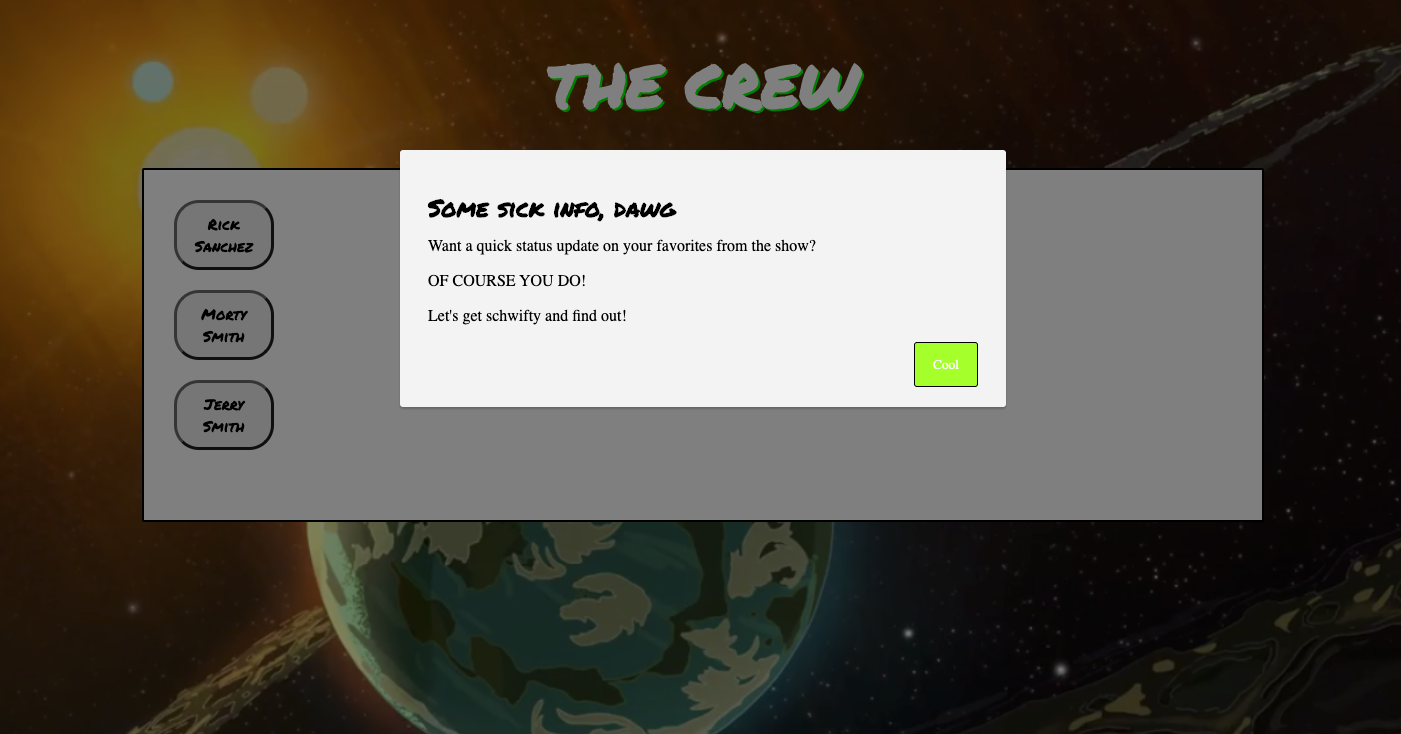 THE CREW
Some sick info, dawg
Want a quick status update on your favorites from the show?
OF COURSE YOU DO!
Let's get schwifty and find out!
Cool
Rick
Sanchez
Morty
Smith
Jerry
Smith